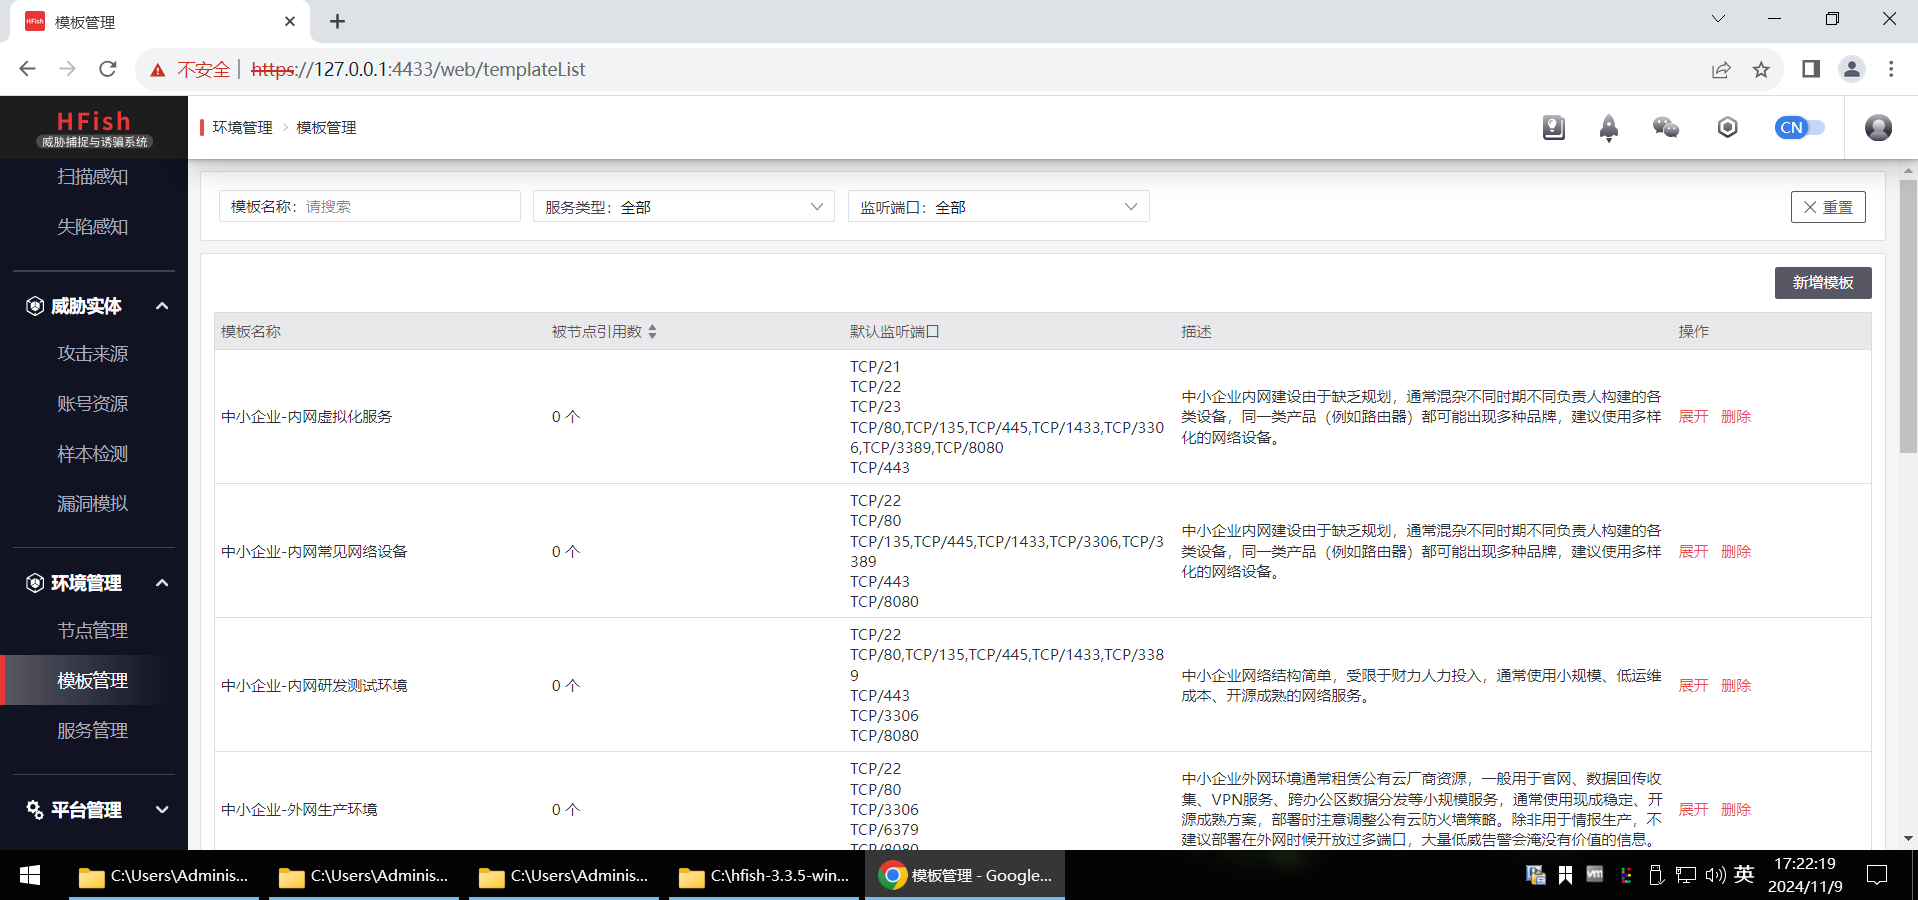 模板管理
不安全
https://127.0.0.1:4433/web/templateList
HFish
威胁捕捉与诱骗系统
扫描感知
失陷感知
威胁实体
攻击来源
账号资源
样本检测
漏洞模拟
环境管理
节点管理
模板管理
服务管理
平台管理
环境管理 > 模板管理
CN
模板名称： 请搜索
服务类型：全部
监听端口：全部
重置
新增模板
模板名称 被节点引用数 默认监听端口 描述 操作
中小企业-内网虚拟化服务
0 个
TCP/21
TCP/22
TCP/23
TCP/80,TCP/135,TCP/445,TCP/1433,TCP/330
6,TCP/3389,TCP/8080
TCP/443
中小企业内网建设由于缺乏规划，通常混杂不同时期不同负责人构建的各
类设备，同一类产品（例如路由器）都可能出现多种品牌，建议使用多样
化的网络设备。
展开 删除
中小企业-内网常见网络设备
0 个
TCP/22
TCP/80
TCP/135,TCP/445,TCP/1433,TCP/3306,TCP/3
389
TCP/443
TCP/8080
中小企业内网建设由于缺乏规划，通常混杂不同时期不同负责人构建的各
类设备，同一类产品（例如路由器）都可能出现多种品牌，建议使用多样
化的网络设备。
展开 删除
中小企业-内网研发测试环境
0 个
TCP/22
TCP/80,TCP/135,TCP/445,TCP/1433,TCP/338
9
TCP/443
TCP/3306
TCP/8080
中小企业网络结构简单，受限于财力人力投入，通常使用小规模、低运维
成本、开源成熟的网络服务。
展开 删除
中小企业-外网生产环境
0 个
TCP/22
TCP/80
TCP/3306
TCP/6379
TCP/8080
中小企业外网环境通常租赁公有云厂商资源，一般用于官网、数据回传收
集、VPN服务、跨办公区数据分发等小规模服务，通常使用现成稳定、开
源成熟方案，部署时注意调整公有云防火墙策略。除非用于情报生产，不
建议部署在外网时候开放过多端口，大量低威告警会淹没有价值的信息。
展开 删除
C:\Users\Adminis...
C:\Users\Adminis...
C:\Users\Adminis...
C:\hfish-3.3.5-win...
模板管理 - Google...
vm
英
17:22:19
2024/11/9